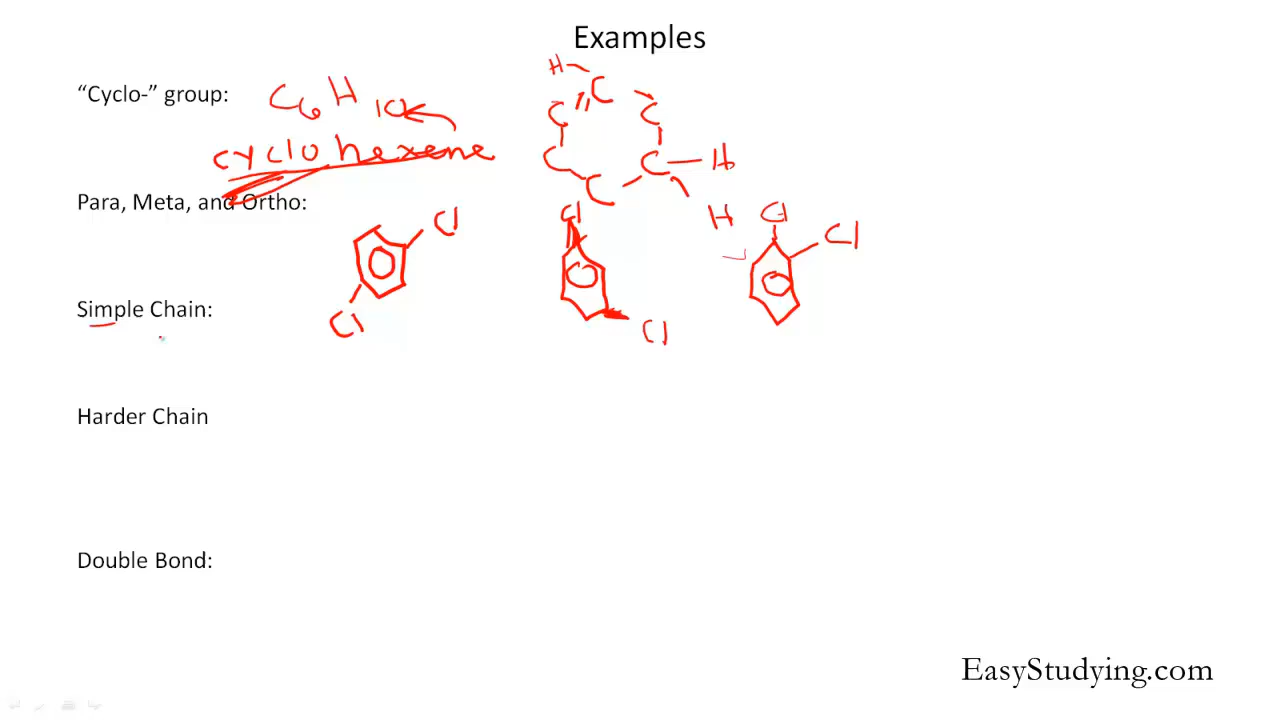 Examples
"Cyclo-" group:
C6H10
cyclohexene
H C
C C
C C H
C H
Para, Meta, and Ortho:
Cl Cl Cl
Cl
Simple Chain:
Cl Cl
Harder Chain
Double Bond:
EasyStudying.com